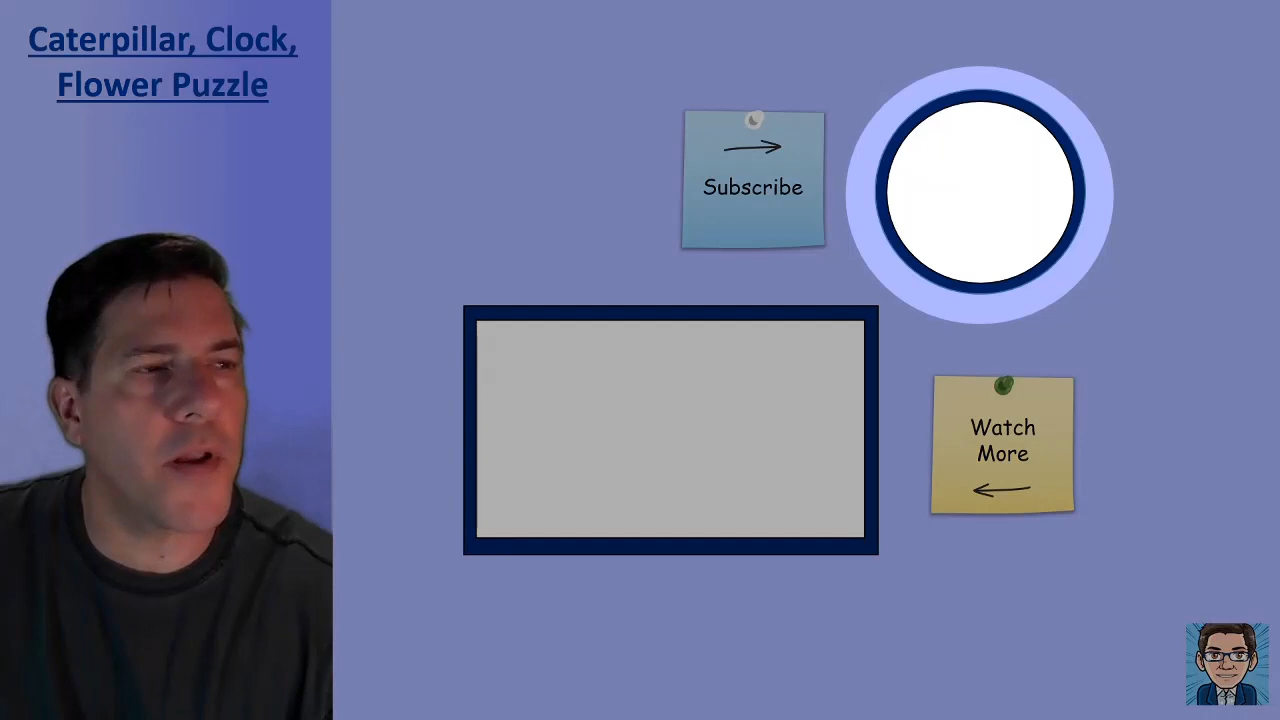 Caterpillar, Clock,
Flower Puzzle
Subscribe
Watch
More